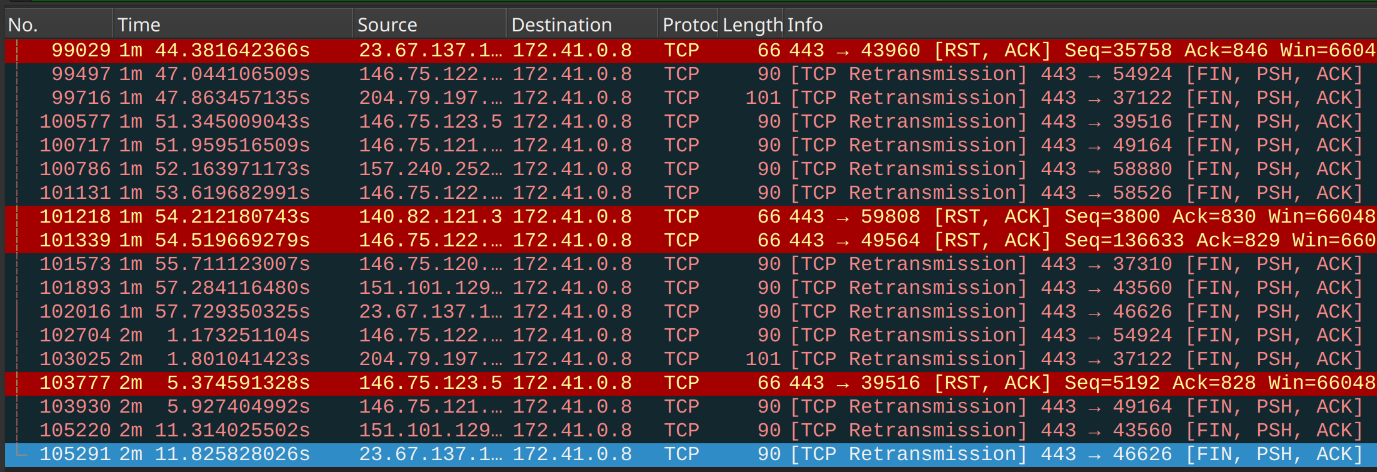 No. Time Source Destination Protoc Length Info
99029 1m 44.381642366s 23.67.137.1… 172.41.0.8 TCP 66 443 → 43960 [RST, ACK] Seq=35758 Ack=846 Win=6604
99497 1m 47.044106509s 146.75.122.… 172.41.0.8 TCP 90 [TCP Retransmission] 443 → 54924 [FIN, PSH, ACK]
99716 1m 47.863457135s 204.79.197.… 172.41.0.8 TCP 101 [TCP Retransmission] 443 → 37122 [FIN, PSH, ACK]
100577 1m 51.345009043s 146.75.123.5 172.41.0.8 TCP 90 [TCP Retransmission] 443 → 39516 [FIN, PSH, ACK]
100717 1m 51.959516509s 146.75.121.… 172.41.0.8 TCP 90 [TCP Retransmission] 443 → 49164 [FIN, PSH, ACK]
100786 1m 52.163971173s 157.240.252… 172.41.0.8 TCP 90 [TCP Retransmission] 443 → 58880 [FIN, PSH, ACK]
101131 1m 53.619682991s 146.75.122.… 172.41.0.8 TCP 90 [TCP Retransmission] 443 → 58526 [FIN, PSH, ACK]
101218 1m 54.212180743s 140.82.121.3 172.41.0.8 TCP 66 443 → 59808 [RST, ACK] Seq=3800 Ack=830 Win=66048
101339 1m 54.519669279s 146.75.122.… 172.41.0.8 TCP 66 443 → 49564 [RST, ACK] Seq=136633 Ack=829 Win=660
101573 1m 55.711123007s 146.75.120.… 172.41.0.8 TCP 90 [TCP Retransmission] 443 → 37310 [FIN, PSH, ACK]
101893 1m 57.284116480s 151.101.129… 172.41.0.8 TCP 90 [TCP Retransmission] 443 → 43560 [FIN, PSH, ACK]
102016 1m 57.729350325s 23.67.137.1… 172.41.0.8 TCP 90 [TCP Retransmission] 443 → 46626 [FIN, PSH, ACK]
102704 2m 1.173251104s 146.75.122.… 172.41.0.8 TCP 90 [TCP Retransmission] 443 → 54924 [FIN, PSH, ACK]
103025 2m 1.801041423s 204.79.197.… 172.41.0.8 TCP 101 [TCP Retransmission] 443 → 37122 [FIN, PSH, ACK]
103777 2m 5.374591328s 146.75.123.5 172.41.0.8 TCP 66 443 → 39516 [RST, ACK] Seq=5192 Ack=828 Win=66048
103930 2m 5.927404992s 146.75.121.… 172.41.0.8 TCP 90 [TCP Retransmission] 443 → 49164 [FIN, PSH, ACK]
105220 2m 11.314025502s 151.101.129… 172.41.0.8 TCP 90 [TCP Retransmission] 443 → 43560 [FIN, PSH, ACK]
105291 2m 11.825828026s 23.67.137.1… 172.41.0.8 TCP 90 [TCP Retransmission] 443 → 46626 [FIN, PSH, ACK]